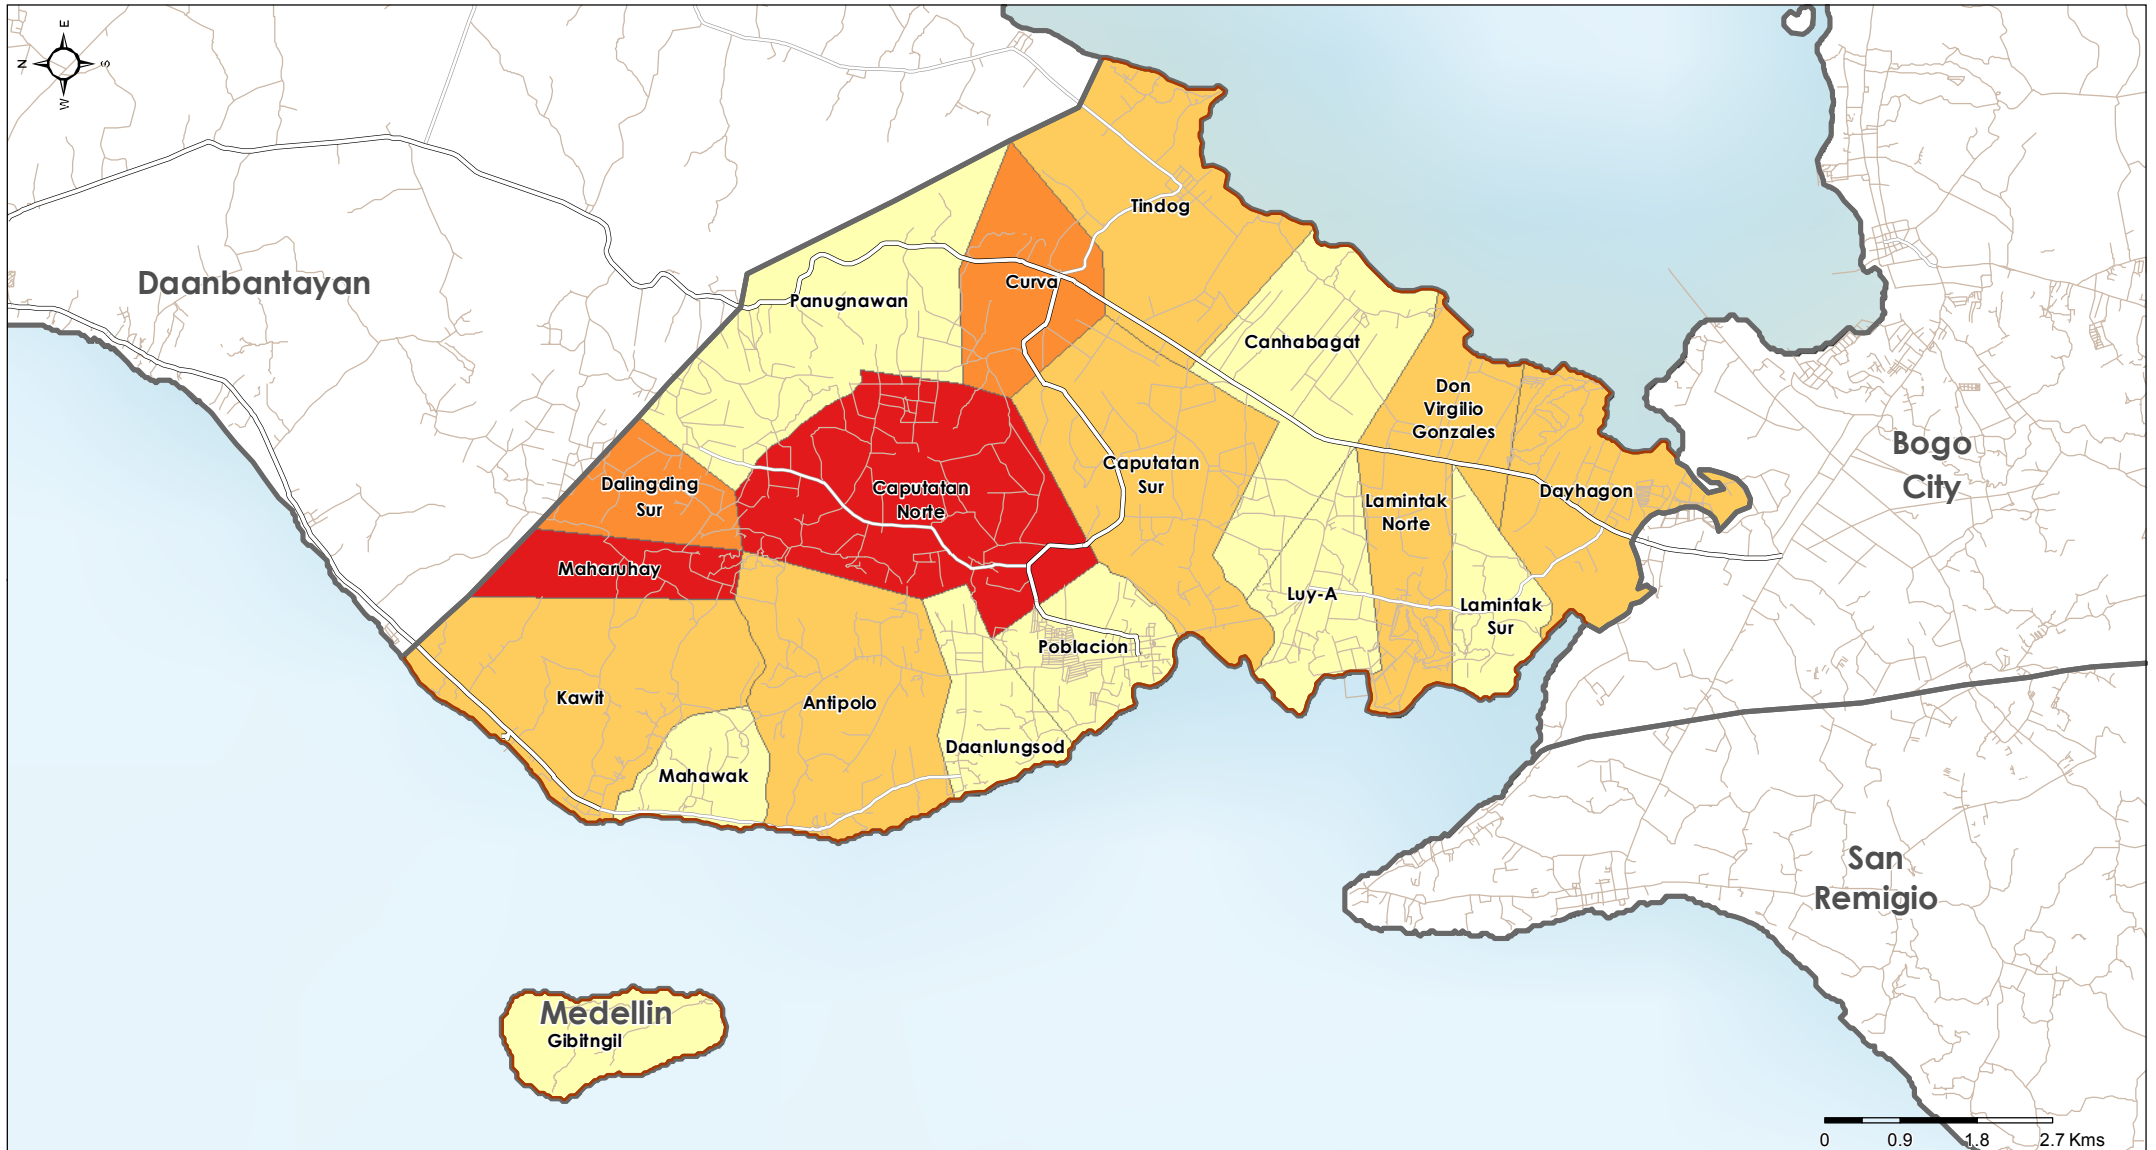 E
N
S
W
Tindog
Daanbantayan
Curva
Panugnawan
Canhabagat
Don
Virgilio
Gonzales
Bogo
City
Caputatan
Sur
Dalingding
Sur
Caputatan
Norte
Lamintak
Norte
Dayhagon
Maharuhay
Luy-A
Lamintak
Sur
Poblacion
Kawit
Antipolo
Daanlungsod
Mahawak
San
Remigio
Medellin
Gibitngil
0 0.9 1.8 2.7 Kms